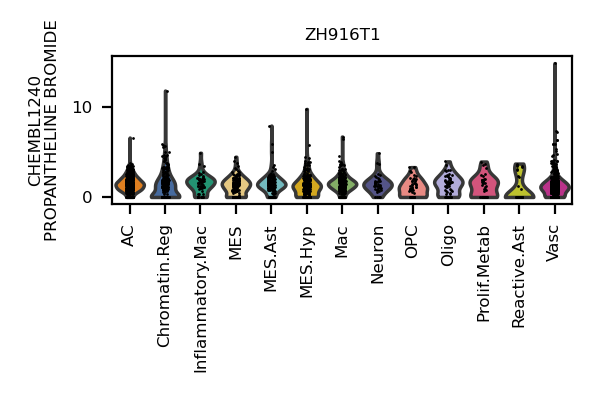 ZH916T1
CHEMBL1240
PROPANTHELINE BROMIDE
10
0
AC
Chromatin.Reg
Inflammatory.Mac
MES
MES.Ast
MES.Hyp
Mac
Neuron
OPC
Oligo
Prolif.Metab
Reactive.Ast
Vasc